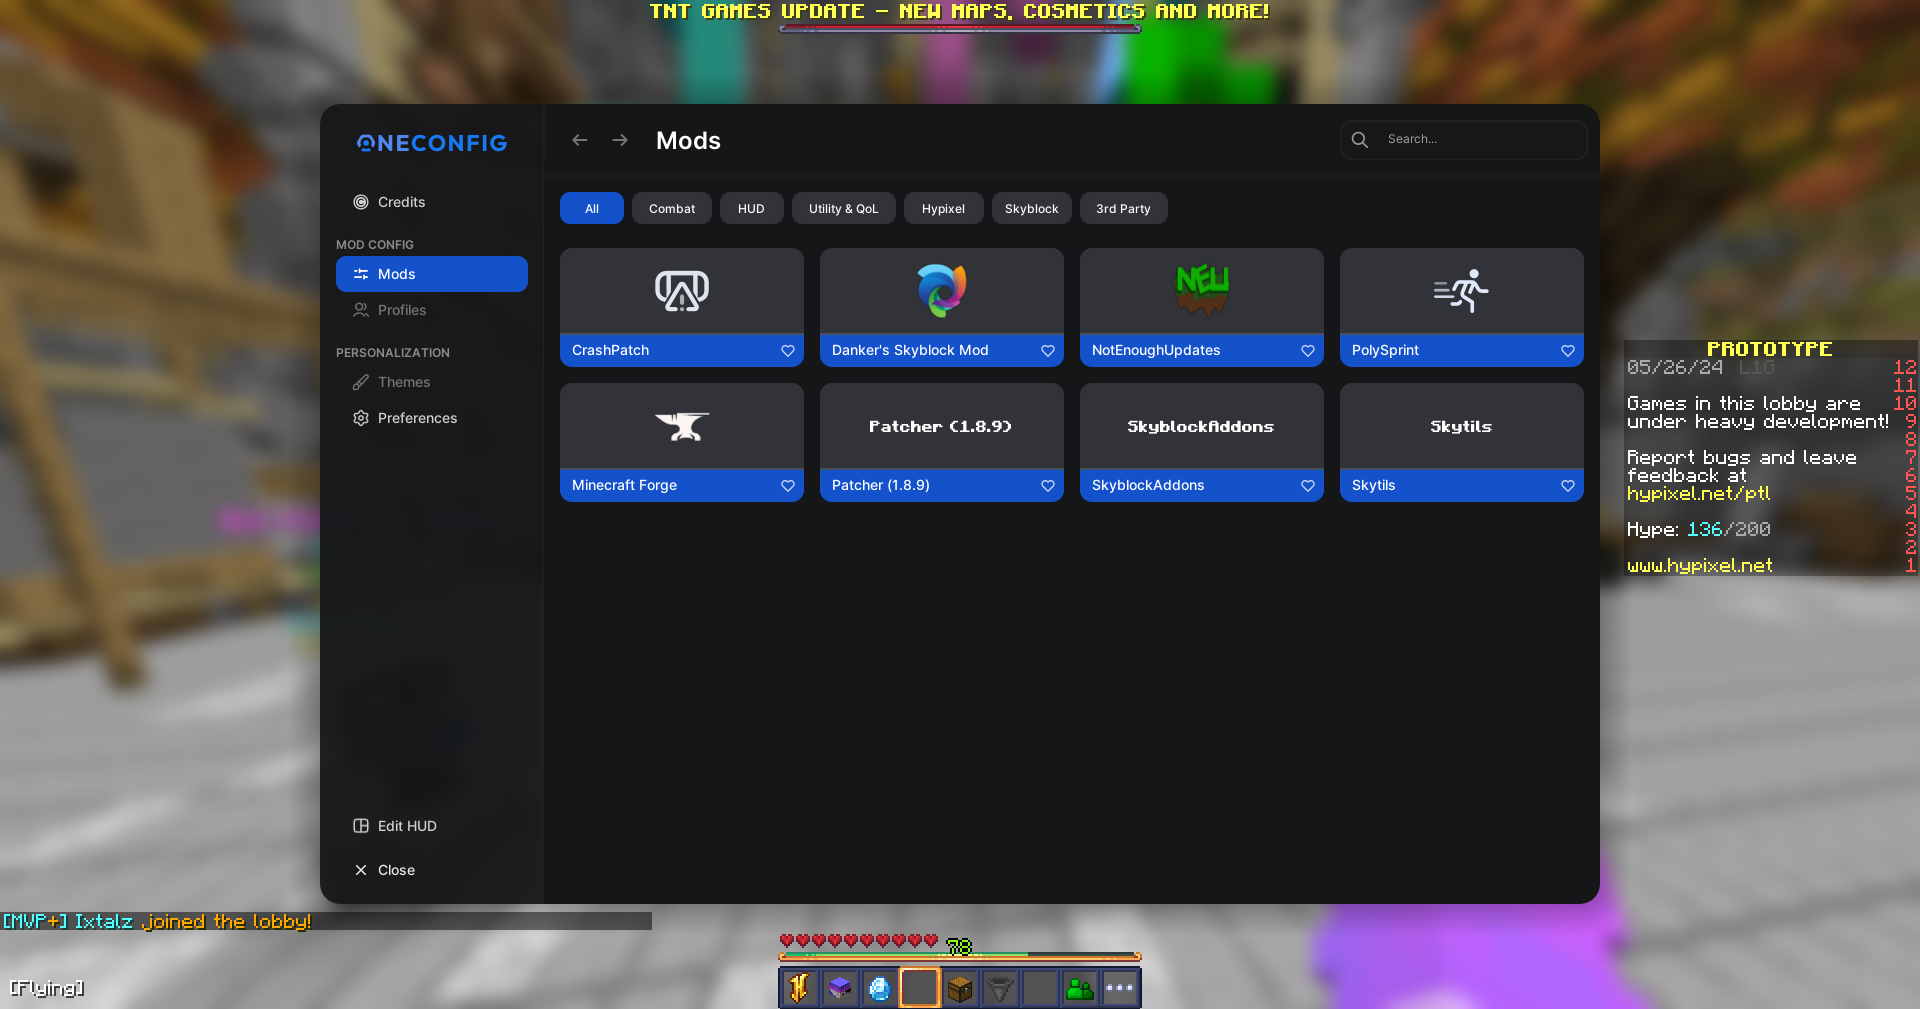 TNT GAMES UPDATE - NEW MAPS, COSMETICS AND MORE!
ONECONFIG
Credits
MOD CONFIG
Mods
Profiles
PERSONALIZATION
Themes
Preferences
Edit HUD
Close
Mods
Search...
All
Combat
HUD
Utility & QoL
Hypixel
Skyblock
3rd Party
CrashPatch
Danker's Skyblock Mod
NEU
NotEnoughUpdates
PolySprint
Minecraft Forge
Patcher (1.8.9)
Patcher (1.8.9)
SkyblockAddons
SkyblockAddons
Skytils
Skytils
PROTOTYPE
05/26/24 L1G 12
11
Games in this lobby are 10
under heavy development! 9
8
Report bugs and leave 7
feedback at 6
hypixel.net/ptl 5
4
Hype: 136/200 3
2
www.hypixel.net 1
[MVP+] Ixtalz joined the lobby!
78
[Flying]